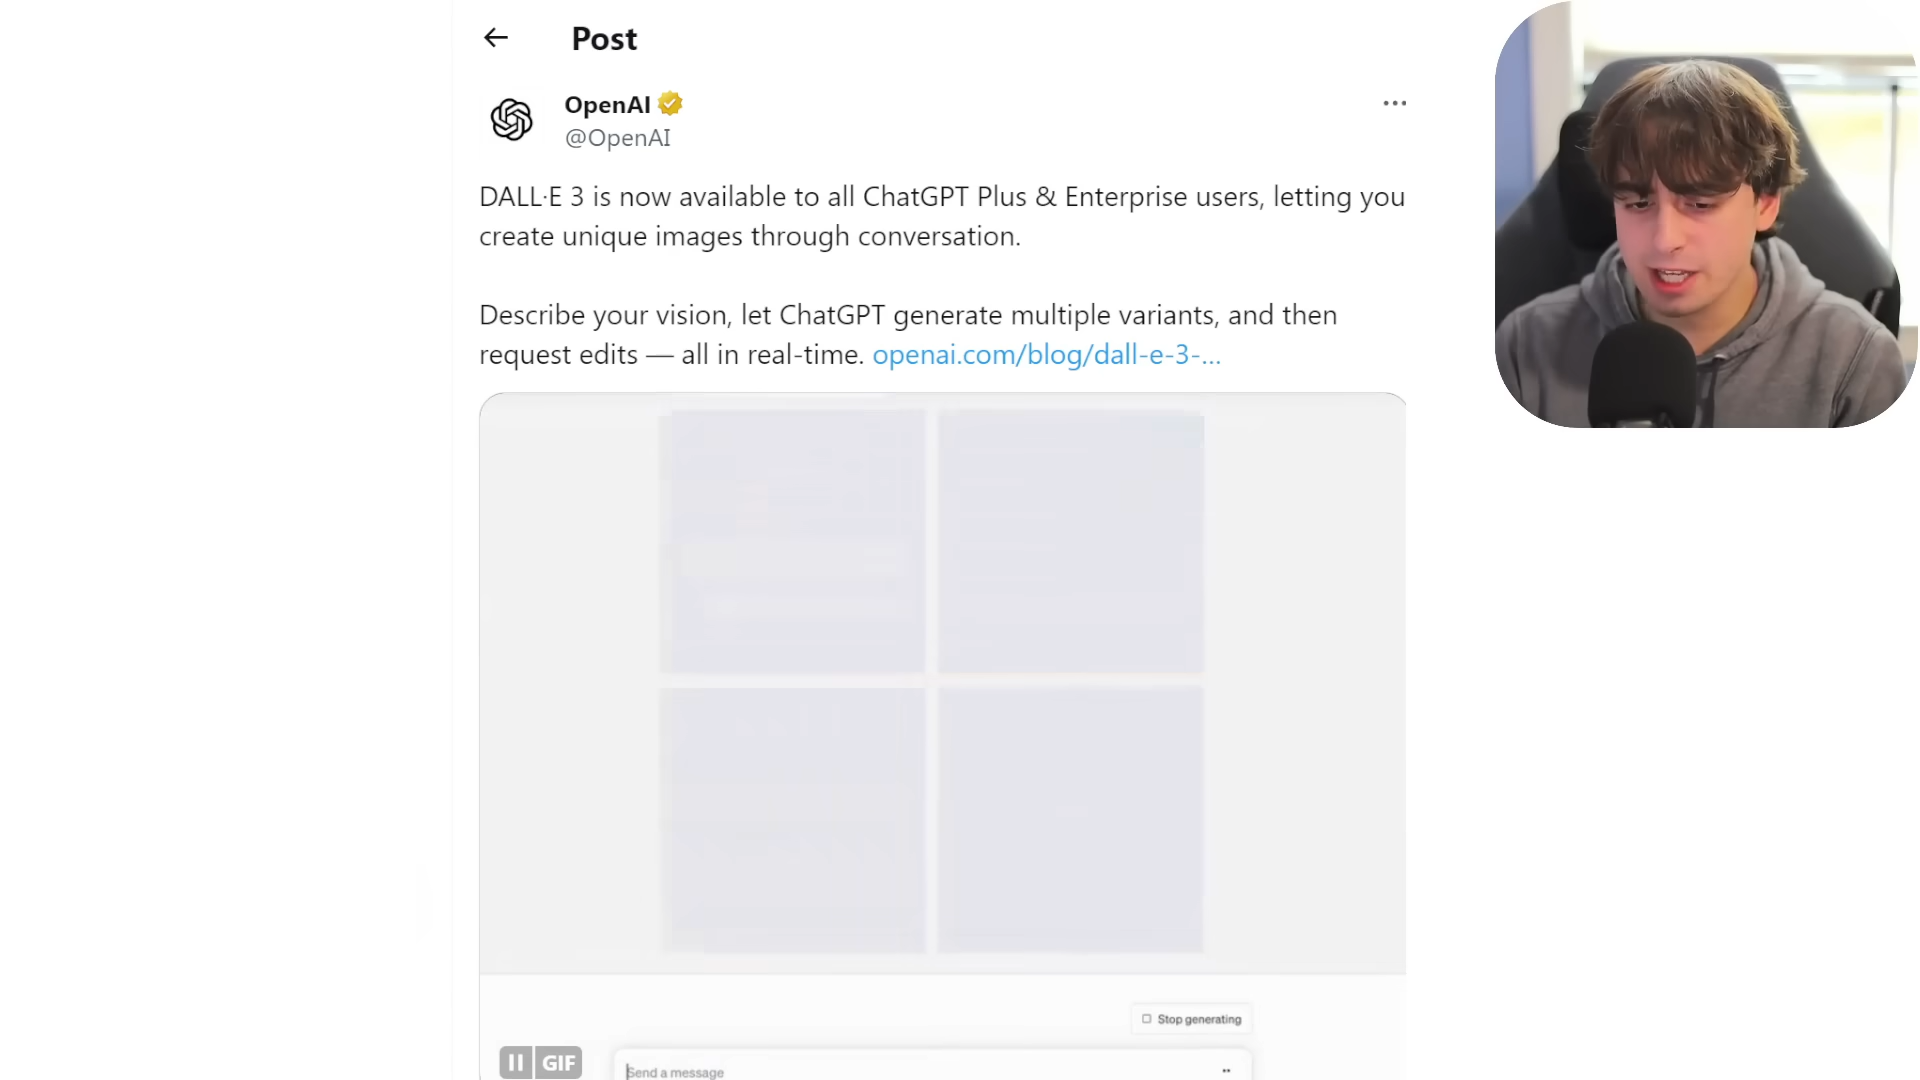 Post
OpenAI
@OpenAI
DALL·E 3 is now available to all ChatGPT Plus & Enterprise users, letting you
create unique images through conversation.
Describe your vision, let ChatGPT generate multiple variants, and then
request edits — all in real-time. openai.com/blog/dall-e-3-...
Stop generating
GIF
Send a message